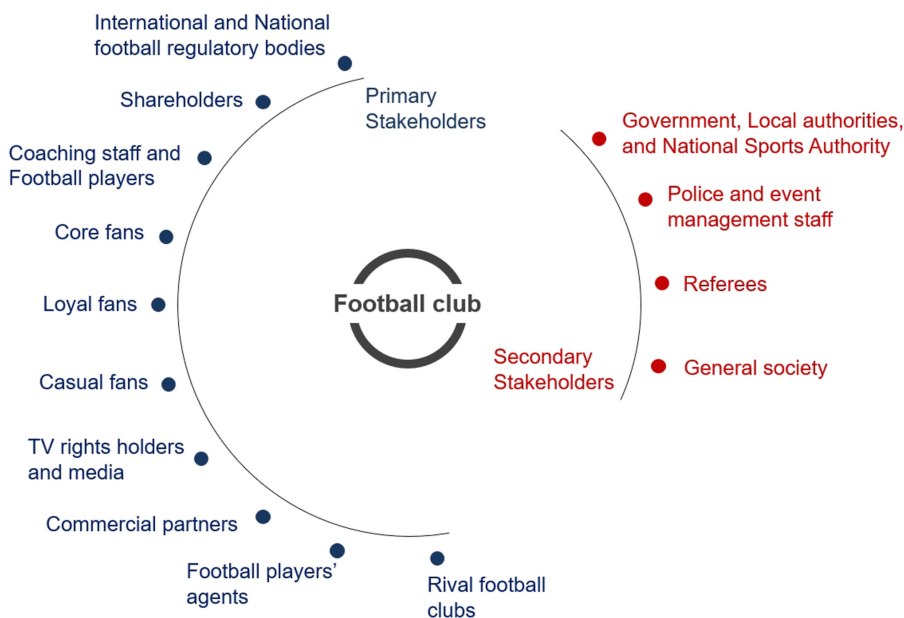 International and National
football regulatory bodies
Primary
Stakeholders
Shareholders
Coaching staff and
Football players
Core fans
Loyal fans
Casual fans
TV rights holders
and media
Commercial partners
Football players’
agents
Rival football
clubs
Football club
Government, Local authorities,
and National Sports Authority
Police and event
management staff
Referees
General society
Secondary
Stakeholders